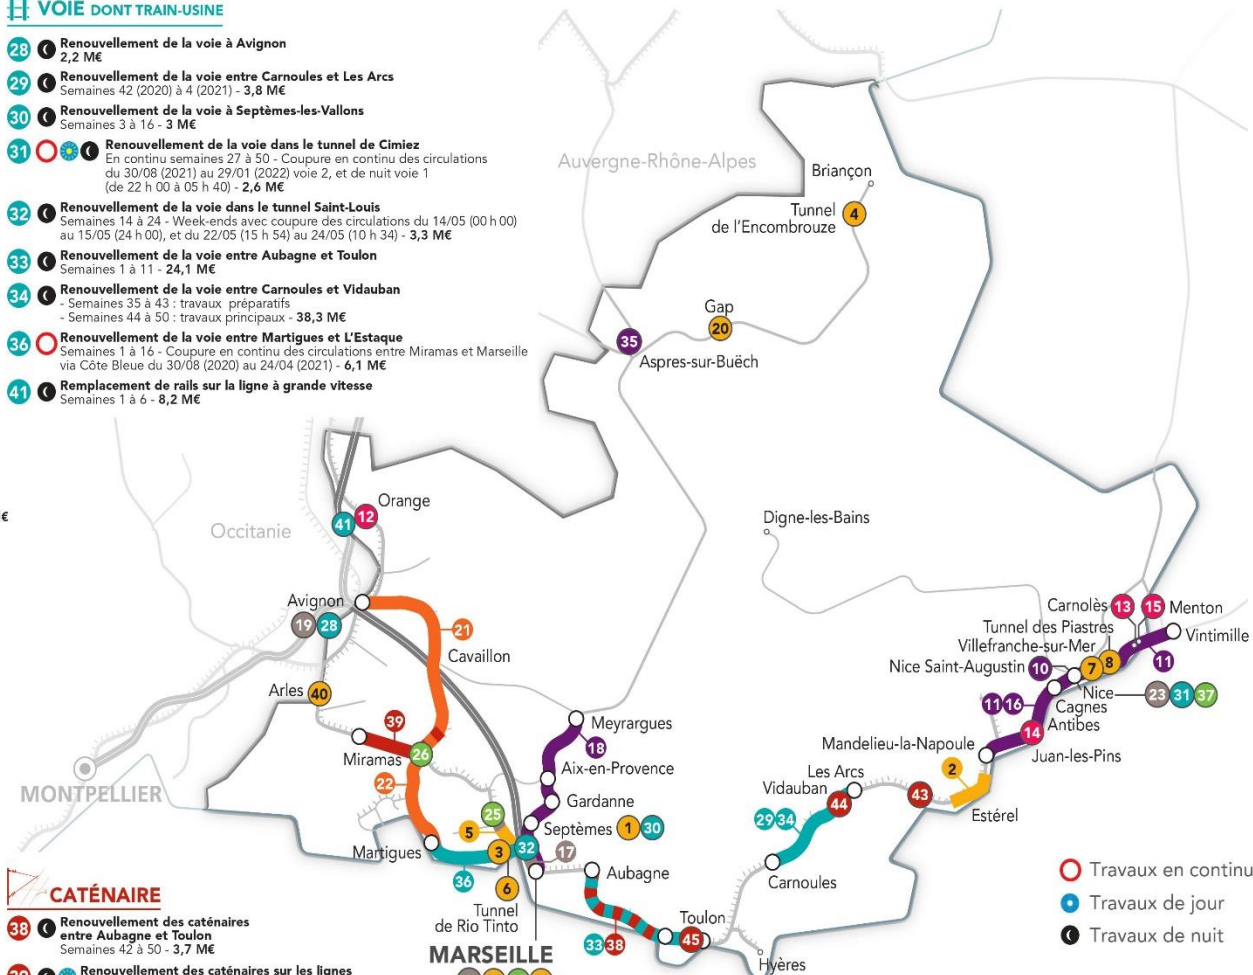 VOIE DONT TRAIN-USINE
28 Renouvellement de la voie à Avignon
2,2 M€
29 Renouvellement de la voie entre Carnoules et Les Arcs
Semaines 42 (2020) à 4 (2021) - 3,8 M€
30 Renouvellement de la voie à Septèmes-les-Vallons
Semaines 3 à 16 - 3 M€
31 Renouvellement de la voie dans le tunnel de Cimiez
En continu semaines 27 à 50 - Coupure en continu des circulations
du 30/08 (2021) au 29/01 (2022) voie 2, et de nuit voie 1
(de 22 h 00 à 05 h 40) - 2,6 M€
32 Renouvellement de la voie dans le tunnel Saint-Louis
Semaines 14 à 24 - Week-ends avec coupure des circulations du 14/05 (00 h 00)
au 15/05 (24 h 00), et du 22/05 (15 h 54) au 24/05 (10 h 34) - 3,3 M€
33 Renouvellement de la voie entre Aubagne et Toulon
Semaines 1 à 11 - 24,1 M€
34 Renouvellement de la voie entre Carnoules et Vidauban
- Semaines 35 à 43 : travaux préparatifs
- Semaines 44 à 50 : travaux principaux - 38,3 M€
36 Renouvellement de la voie entre Martigues et L'Estaque
Semaines 1 à 16 - Coupure en continu des circulations entre Miramas et Marseille
via Côte Bleue du 30/08 (2020) au 24/04 (2021) - 6,1 M€
41 Remplacement de rails sur la ligne à grande vitesse
Semaines 1 à 6 - 8,2 M€
€
Auvergne-Rhône-Alpes
Briançon
Tunnel
de l'Encombrouze
4
Gap
20
35
Aspres-sur-Buëch
Orange
41 12
Occitanie
Digne-les-Bains
Avignon
19 28
21
Cavaillon
Arles 40
39
Miramas
26
22
MONTPELLIER
Martigues
25
5
3
32
36
6
Tunnel
de Rio Tinto
MARSEILLE
Meyrargues
18
Aix-en-Provence
Gardanne
Septèmes 1 30
17
Aubagne
33 38
Toulon
45
Hyères
Carnoules
29 34
Les Arcs
Vidauban
44
43
Mandelieu-la-Napoule
2
Estérel
Carnolès 13 15 Menton
Tunnel des Piastres
Villefranche-sur-Mer
Vintimille
Nice Saint-Augustin 10 7 8 11
Nice 23 31 37
11 16 Cagnes
Antibes
14
Juan-les-Pins
Travaux en continu
Travaux de jour
Travaux de nuit
CATÉNAIRE
38 Renouvellement des caténaires
entre Aubagne et Toulon
Semaines 42 à 50 - 3,7 M€
Renouvellement des caténaires sur les lignes